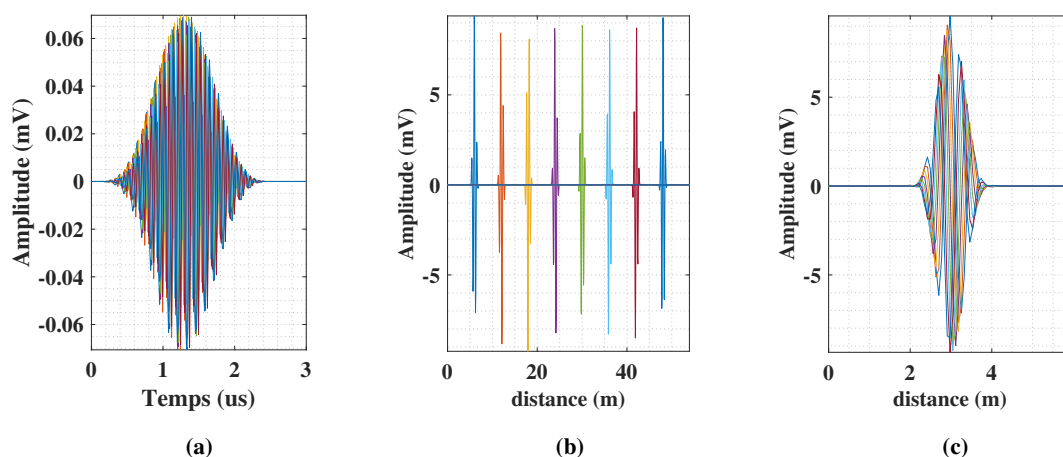 0.06
0.04
0.02
0
-0.02
-0.04
-0.06
Amplitude (mV)
0 1 2 3
Temps (us)
(a)
5
0
-5
Amplitude (mV)
0 20 40
distance (m)
(b)
5
0
-5
Amplitude (mV)
0 2 4
distance (m)
(c)